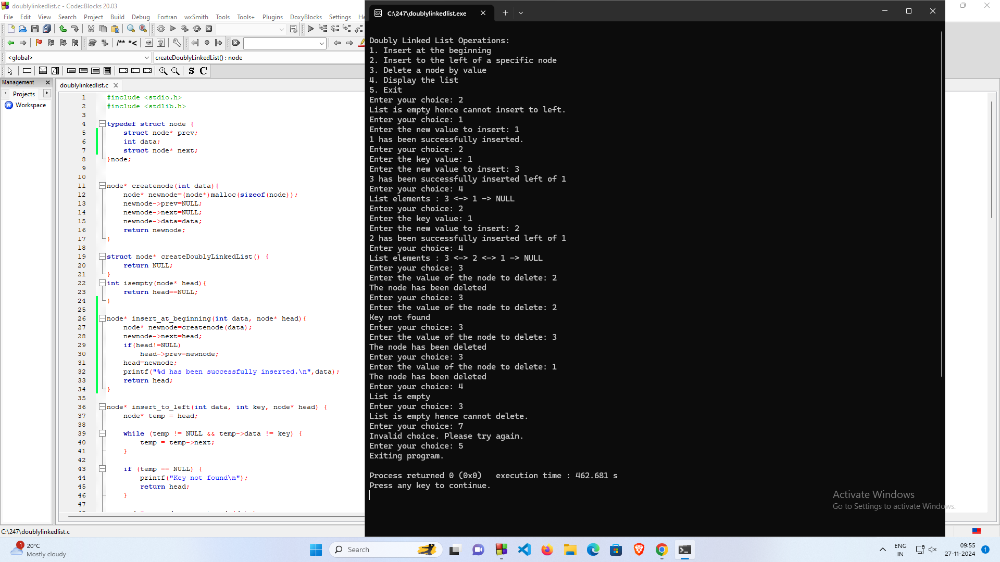 doublylinkedlist.c - Code::Blocks 20.03
File Edit View Search Project Build Debug Fortran wxSmith Tools Tools+ Plugins DoxyBlocks Settings He
<global>
createDoublyLinkedList() : node
S C
Management
Projects
Workspace
doublylinkedlist.c
1 #include <stdio.h>
2 #include <stdlib.h>
3
4 typedef struct node {
5 struct node* prev;
6 int data;
7 struct node* next;
8 }node;
9
10
11 node* createnode(int data){
12 node* newnode=(node*)malloc(sizeof(node));
13 newnode->prev=NULL;
14 newnode->next=NULL;
15 newnode->data=data;
16 return newnode;
17 }
18
19 struct node* createDoublyLinkedList() {
20 return NULL;
21 }
22 int isempty(node* head){
23 return head==NULL;
24 }
25
26 node* insert_at_beginning(int data, node* head){
27 node* newnode=createnode(data);
28 newnode->next=head;
29 if(head!=NULL)
30 head->prev=newnode;
31 head=newnode;
32 printf("%d has been successfully inserted.\n",data);
33 return head;
34 }
35
36 node* insert_to_left(int data, int key, node* head) {
37 node* temp = head;
38
39 while (temp != NULL && temp->data != key) {
40 temp = temp->next;
41 }
42
43 if (temp == NULL) {
44 printf("Key not found\n");
45 return head;
46 }
47
C:\247\doublylinkedlist.c
C:\247\doublylinkedlist.exe
Doubly Linked List Operations:
1. Insert at the beginning
2. Insert to the left of a specific node
3. Delete a node by value
4. Display the list
5. Exit
Enter your choice: 2
List is empty hence cannot insert to left.
Enter your choice: 1
Enter the new value to insert: 1
1 has been successfully inserted.
Enter your choice: 2
Enter the key value: 1
Enter the new value to insert: 3
3 has been successfully inserted left of 1
Enter your choice: 4
List elements : 3 <-> 1 -> NULL
Enter your choice: 2
Enter the key value: 1
Enter the new value to insert: 2
2 has been successfully inserted left of 1
Enter your choice: 4
List elements : 3 <-> 2 <-> 1 -> NULL
Enter your choice: 3
Enter the value of the node to delete: 2
The node has been deleted
Enter your choice: 3
Enter the value of the node to delete: 2
Key not found
Enter your choice: 3
Enter the value of the node to delete: 3
The node has been deleted
Enter your choice: 3
Enter the value of the node to delete: 1
The node has been deleted
Enter your choice: 4
List is empty
Enter your choice: 3
List is empty hence cannot delete.
Enter your choice: 7
Invalid choice. Please try again.
Enter your choice: 5
Exiting program.
Process returned 0 (0x0)   execution time : 462.681 s
Press any key to continue.
Activate Windows
Go to Settings to activate Windows.
1
20°C
Mostly cloudy
Search
ENG
IN
09:55
27-11-2024
1